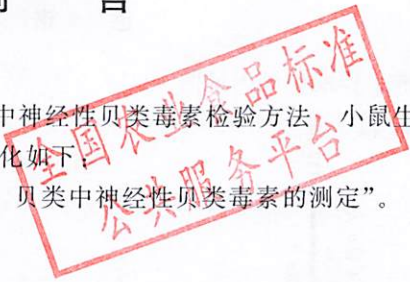 言
中神经性贝类毒素检验方法 小鼠生
化如下:
贝类中神经性贝类毒素的测定”。
全国农业食品标准
公共服务平台